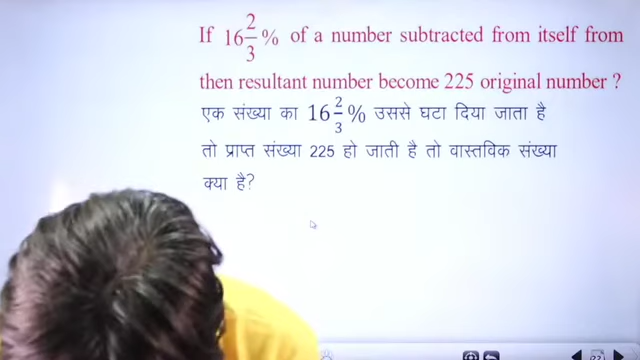 If 16 2/3 % of a number subtracted from itself from
then resultant number become 225 original number ?
एक संख्या का 16 2/3 % उससे घटा दिया जाता है
तो प्राप्त संख्या 225 हो जाती है तो वास्तविक संख्या
क्या है?